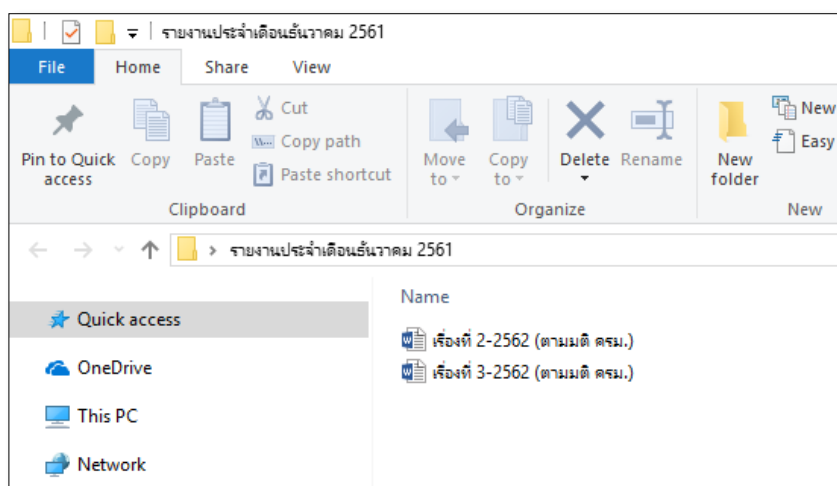 รายงานประจำเดือนธันวาคม 2561
File Home Share View
Pin to Quick access
Copy
Paste
Cut
Copy path
Paste shortcut
Move to
Copy to
Delete
Rename
New folder
New
Easy
Clipboard
Organize
New
รายงานประจำเดือนธันวาคม 2561
Name
Quick access
เรื่องที่ 2-2562 (ตามมติ ครม.)
เรื่องที่ 3-2562 (ตามมติ ครม.)
OneDrive
This PC
Network